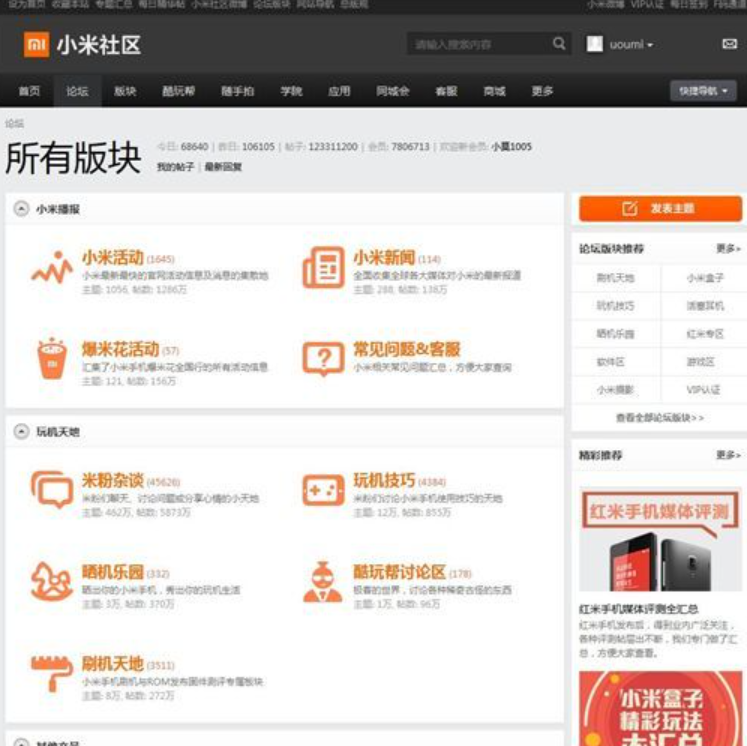 设为首页 收藏本站 专题汇总 每日精华帖 小米社区微博 论坛版块 网站导航 总版规
小米微博 VIP认证 每日签到 F码通道
小米社区
请输入搜索内容
uoumi
首页 论坛 版块 酷玩帮 随手拍 学院 应用 同城会 客服 商城 更多
快捷导航
论坛
所有版块
今日: 68640 | 昨日: 106105 | 帖子: 123311200 | 会员: 7806713 | 欢迎新会员: 小莫1005
我的帖子 | 最新回复
小米播报
小米活动 (1645)
小米最新最快的官网活动信息及消息的集散地
主题: 1056, 帖数: 1286万
小米新闻 (114)
全面收集全球各大媒体对小米的最新报道
主题: 288, 帖数: 138万
爆米花活动 (57)
汇集了小米手机爆米花全国行的所有活动信息
主题: 121, 帖数: 156万
常见问题&客服
小米相关常见问题汇总，方便大家查询
玩机天地
米粉杂谈 (45626)
米粉们聊天、讨论问题或分享心情的小天地
主题: 462万, 帖数: 5873万
玩机技巧 (4384)
米粉们讨论小米手机使用技巧的天地
主题: 12万, 帖数: 855万
晒机乐园 (332)
晒出你的小米手机，秀出你的玩机生活
主题: 3万, 帖数: 370万
酷玩帮讨论区 (178)
极客的世界，讨论各种稀奇古怪的东西
主题: 1万, 帖数: 96万
刷机天地 (3511)
小米手机刷机与ROM发布固件测评专属板块
主题: 8万, 帖数: 272万
其他产品
发表主题
论坛版块推荐 更多>
刷机天地 小米盒子
玩机技巧 活塞耳机
晒机乐园 红米专区
软件区 游戏区
小米摄影 VIP认证
查看全部论坛版块>>
精彩推荐 更多>
红米手机媒体评测
红米手机媒体评测全汇总
红米手机发布后，得到业内广泛关注，
各种评测帖层出不断，我们专门做了汇
总，方便大家查看。
小米盒子
精彩玩法
大汇总